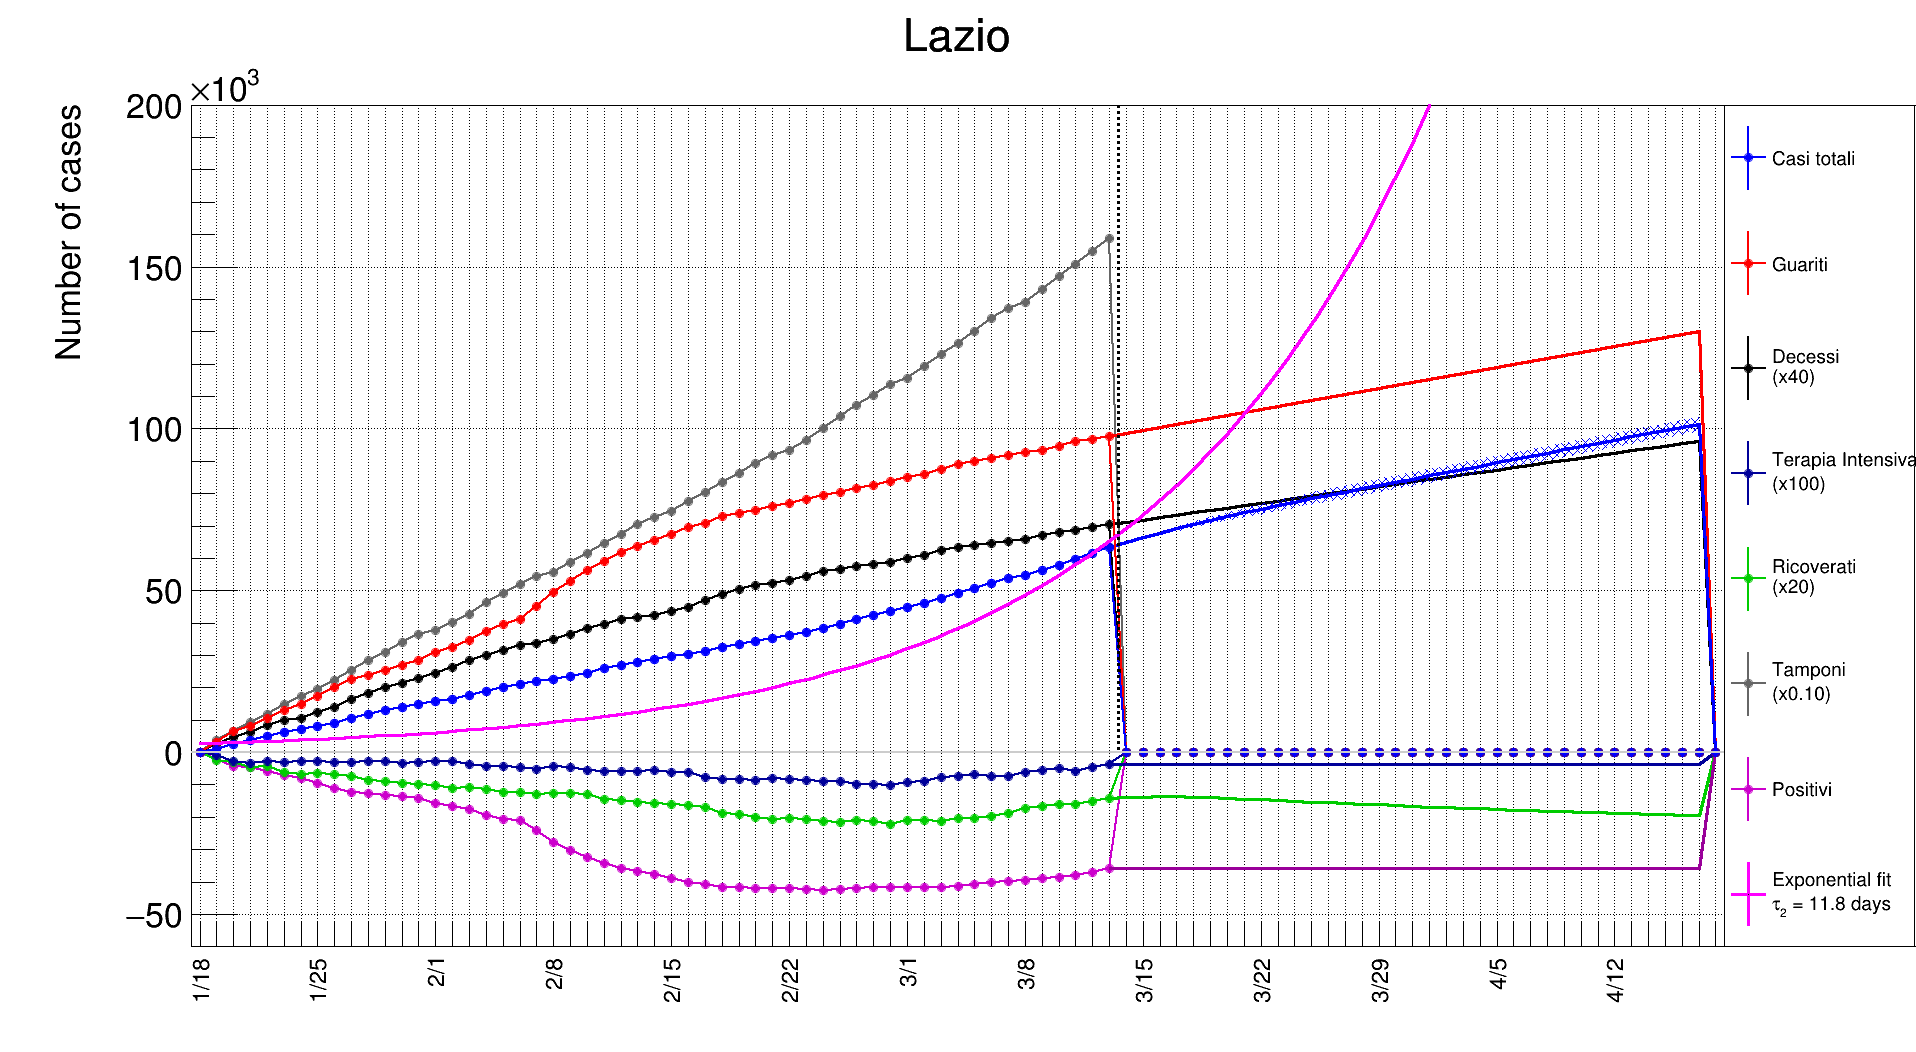 Lazio
×10³
Number of cases
200
150
100
50
0
−50
1/18
1/25
2/1
2/8
2/15
2/22
3/1
3/8
3/15
3/22
3/29
4/5
4/12
Casi totali
Guariti
Decessi
(x40)
Terapia Intensiva
(x100)
Ricoverati
(x20)
Tamponi
(x0.10)
Positivi
Exponential fit
τ₂ = 11.8 days